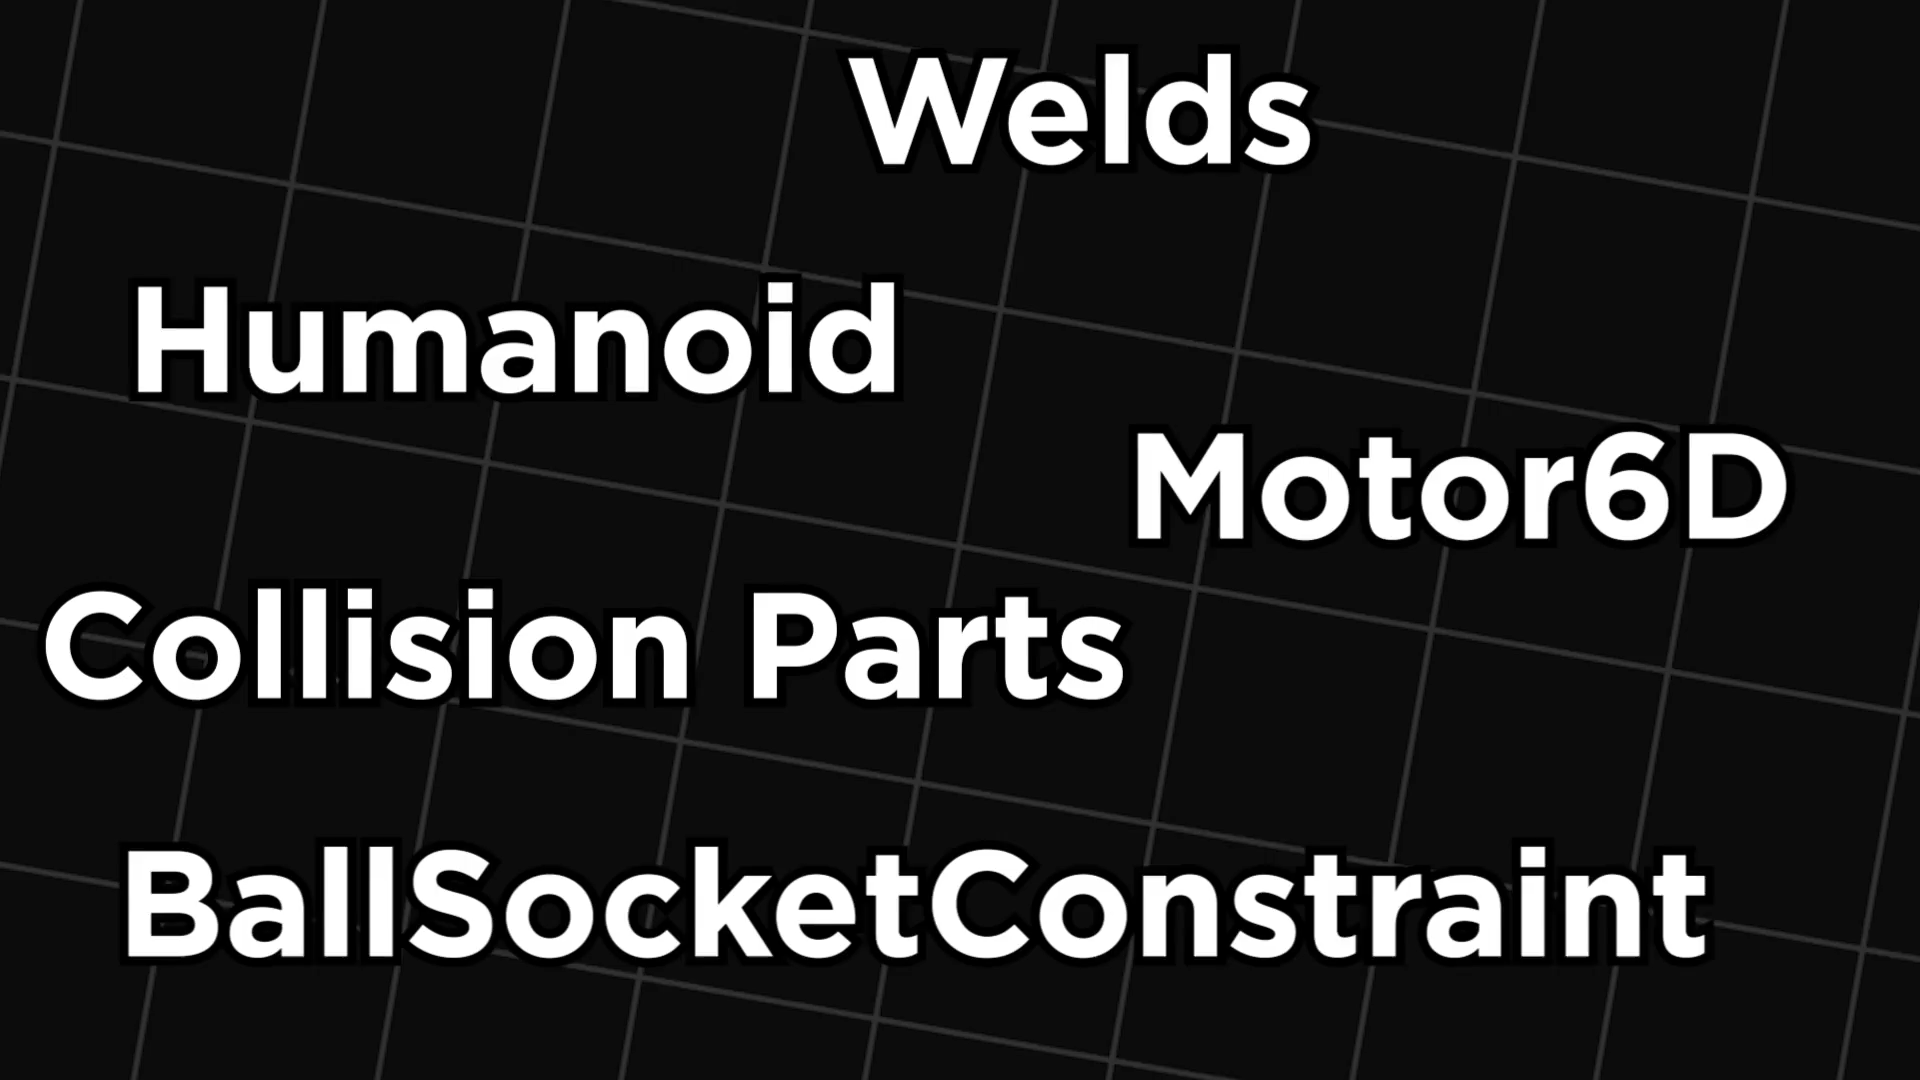 Welds
Humanoid
Motor6D
Collision Parts
BallSocketConstraint